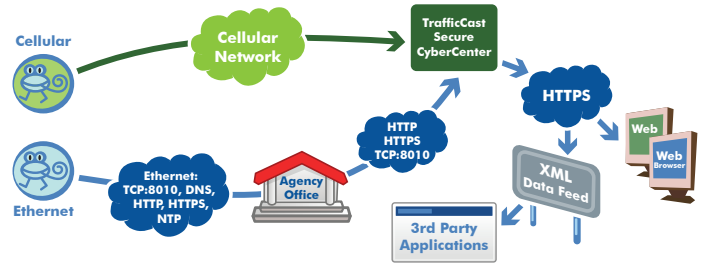 Cellular
Cellular
Network
TrafficCast
Secure
CyberCenter
HTTPS
HTTP
HTTPS
TCP:8010
Web
Web
Browser
Ethernet:
TCP:8010, DNS,
HTTP, HTTPS,
NTP
Agency
Office
XML
Data Feed
Ethernet
3rd Party
Applications